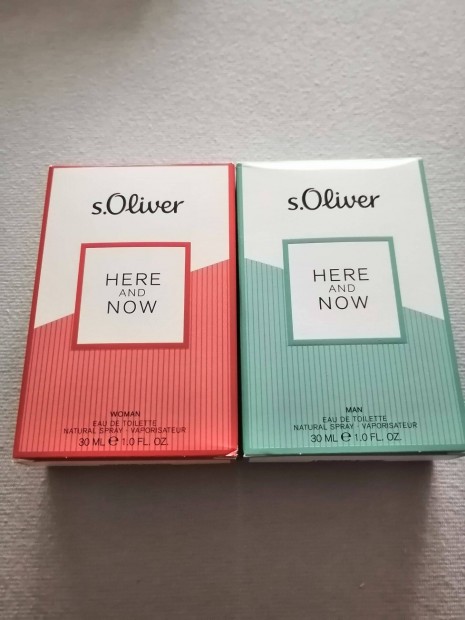 s.Oliver
HERE
AND
NOW
WOMAN
EAU DE TOILETTE
NATURAL SPRAY - VAPORISATEUR
30 ML e 1.0 FL. OZ.
s.Oliver
HERE
AND
NOW
MAN
EAU DE TOILETTE
NATURAL SPRAY - VAPORISATEUR
30 ML e 1.0 FL. OZ.